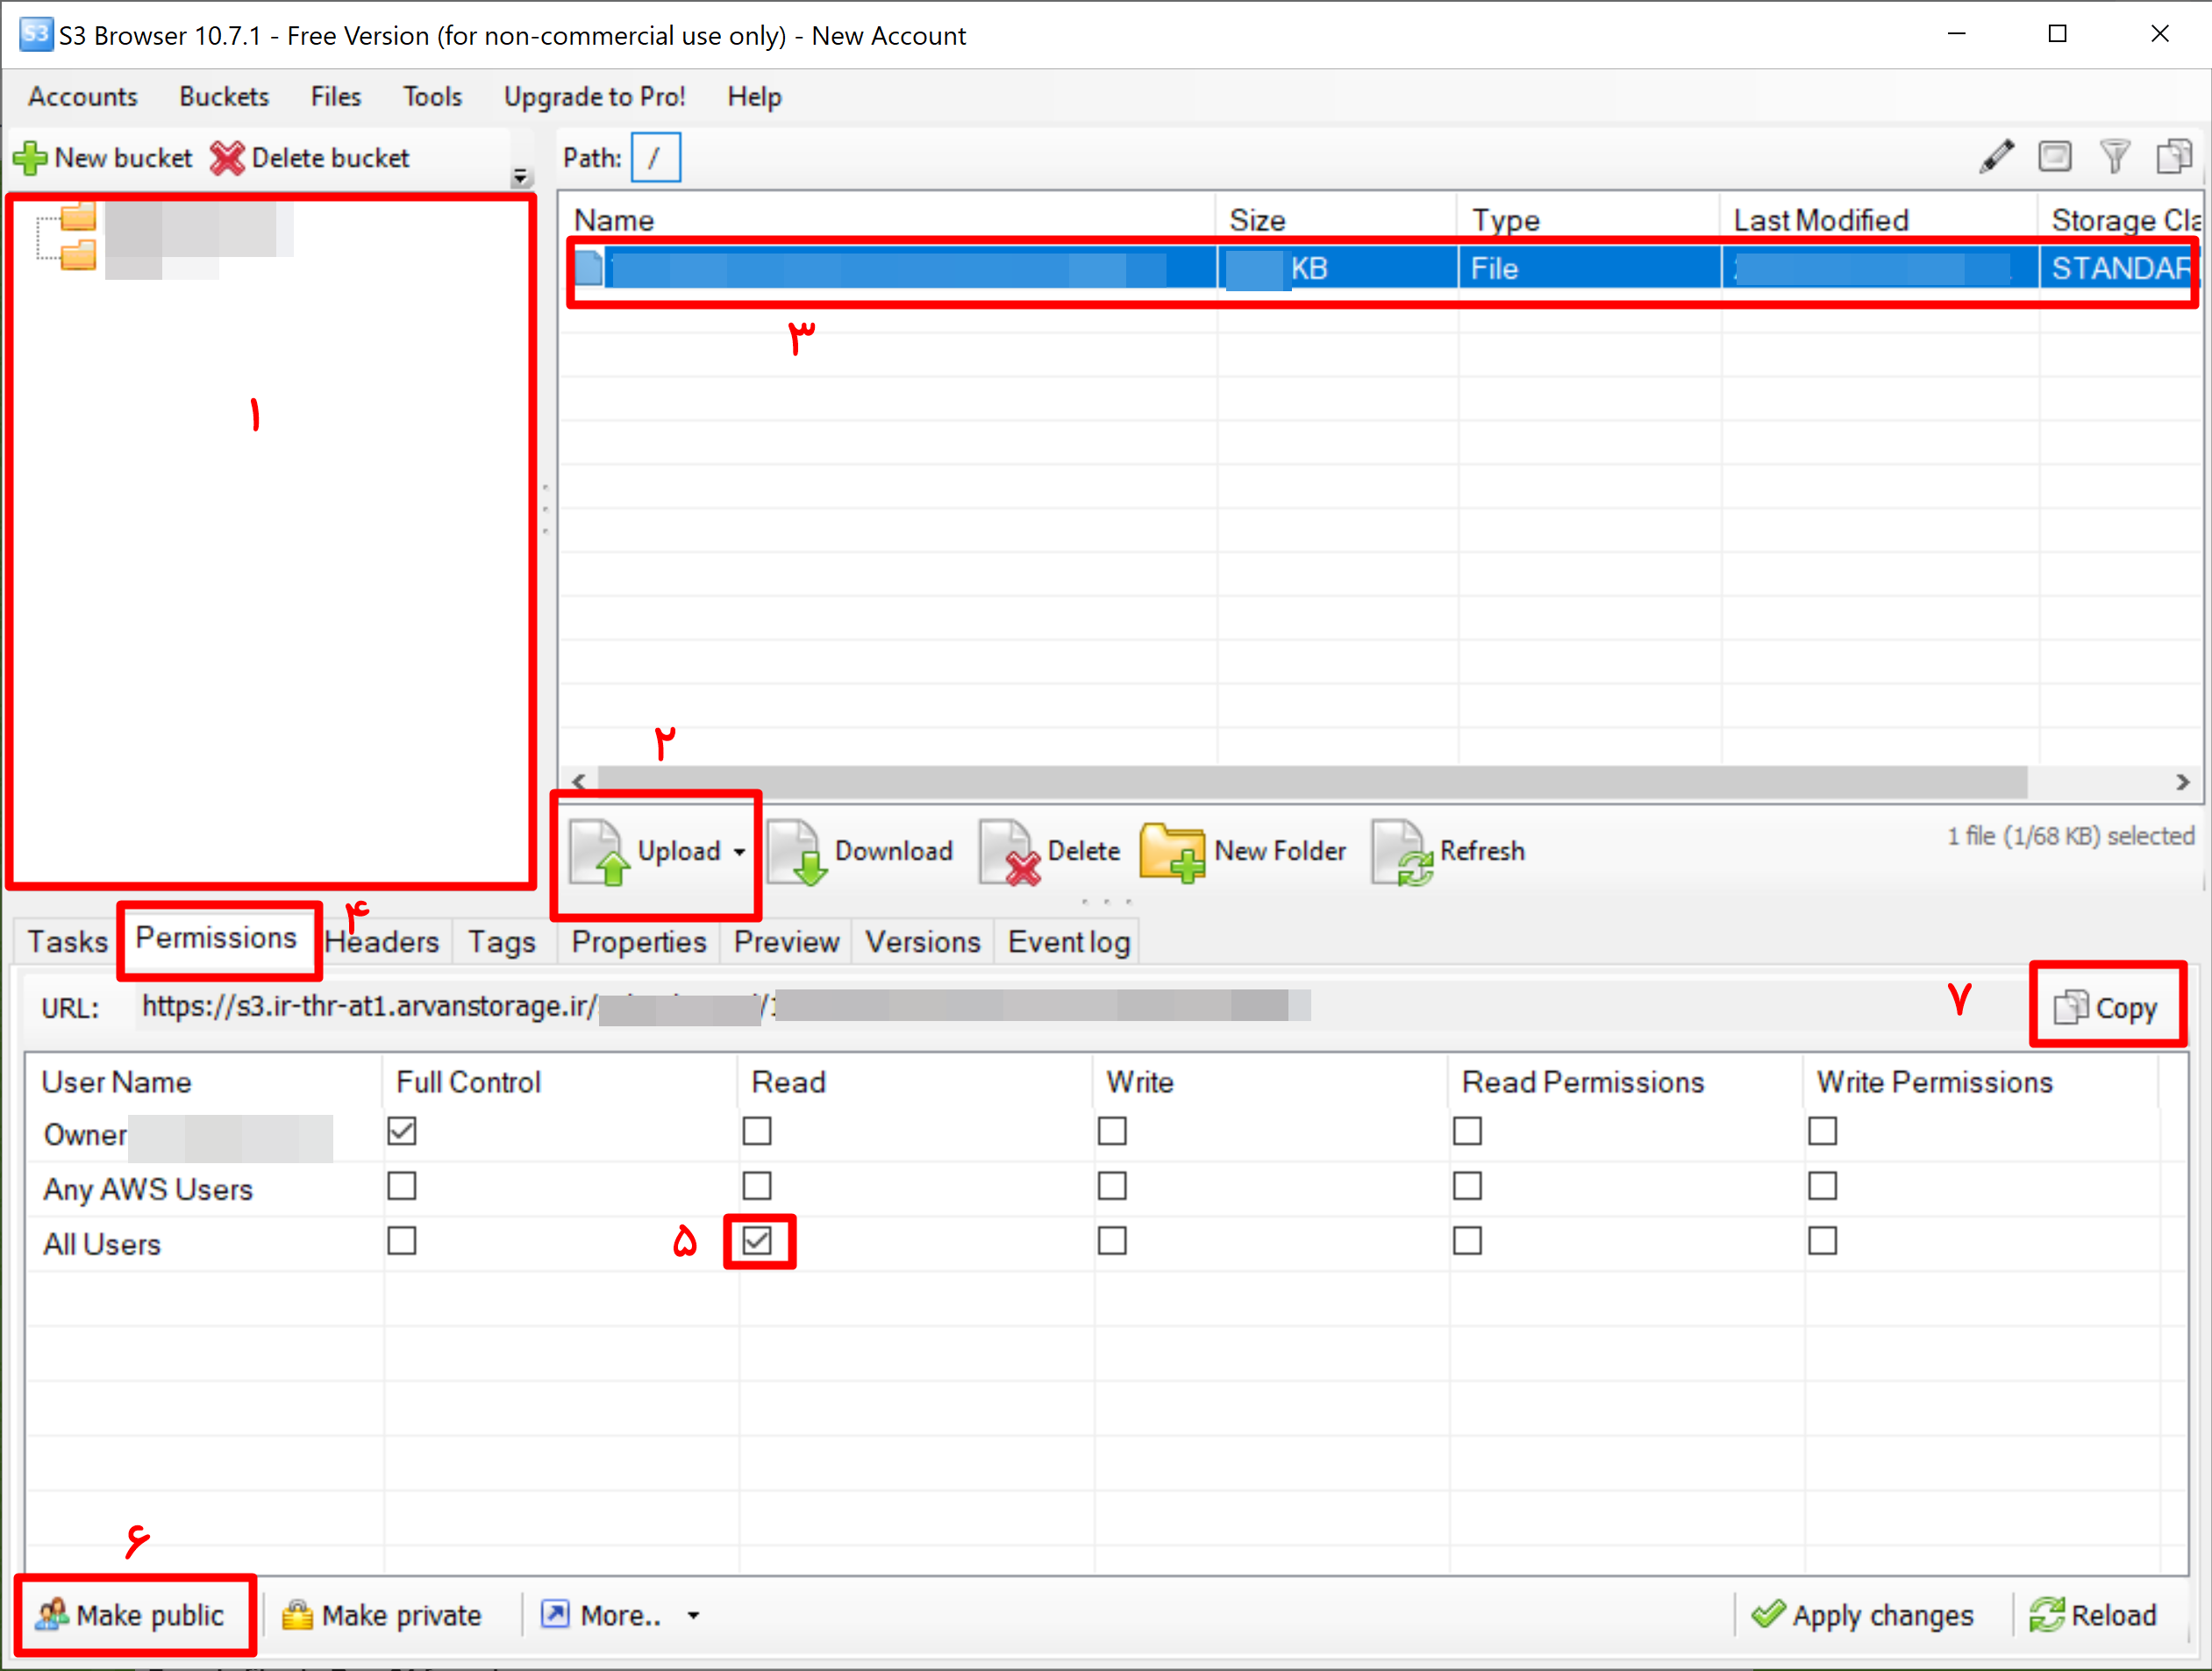 S3 Browser 10.7.1 - Free Version (for non-commercial use only) - New Account
Accounts Buckets Files Tools Upgrade to Pro! Help
New bucket Delete bucket
Path: /
Name Size Type Last Modified Storage Cla
KB File STANDAR
۳
۱
۲
Upload Download Delete New Folder Refresh
1 file (1/68 KB) selected
۴
Tasks Permissions Headers Tags Properties Preview Versions Event log
URL: https://s3.ir-thr-at1.arvanstorage.ir/
۷
Copy
User Name Full Control Read Write Read Permissions Write Permissions
Owner
Any AWS Users
All Users
۵
۶
Make public Make private More.. Apply changes Reload